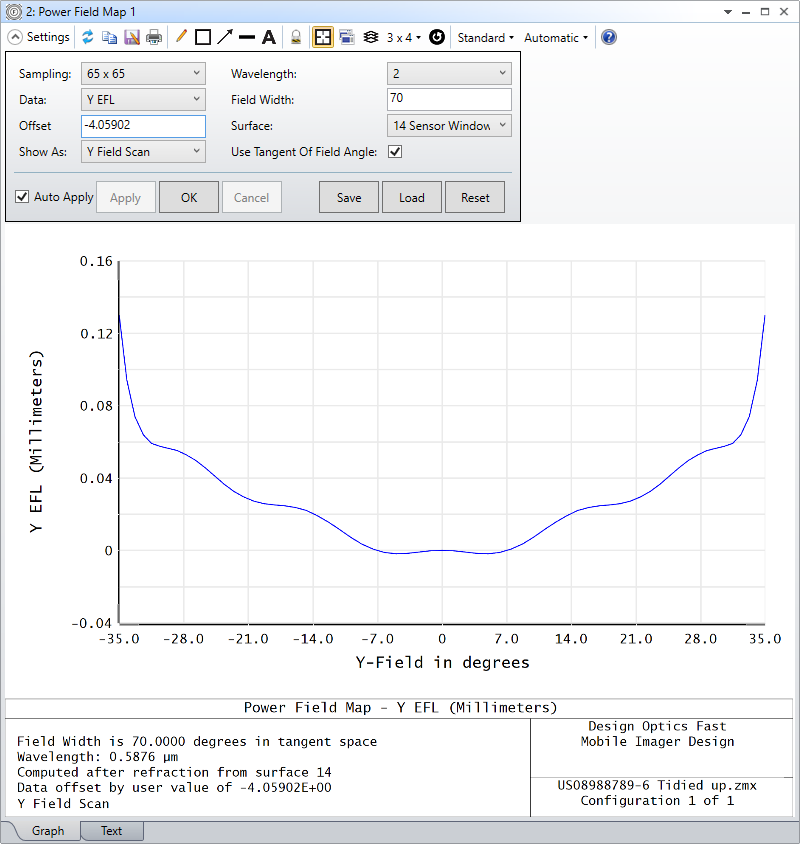 2: Power Field Map 1
Settings 3 x 4 Standard Automatic
Sampling: 65 x 65 Wavelength: 2
Data: Y EFL Field Width: 70
Offset -4.05902 Surface: 14 Sensor Window
Show As: Y Field Scan Use Tangent Of Field Angle:
Auto Apply Apply OK Cancel Save Load Reset
0.16
0.12
0.08
0.04
0
-0.04
Y EFL (Millimeters)
-35.0 -28.0 -21.0 -14.0 -7.0 0 7.0 14.0 21.0 28.0 35.0
Y-Field in degrees
Power Field Map - Y EFL (Millimeters)
Field Width is 70.0000 degrees in tangent space
Wavelength: 0.5876 µm
Computed after refraction from surface 14
Data offset by user value of -4.05902E+00
Y Field Scan
Design Optics Fast
Mobile Imager Design
US08988789-6 Tidied up.zmx
Configuration 1 of 1
Graph Text